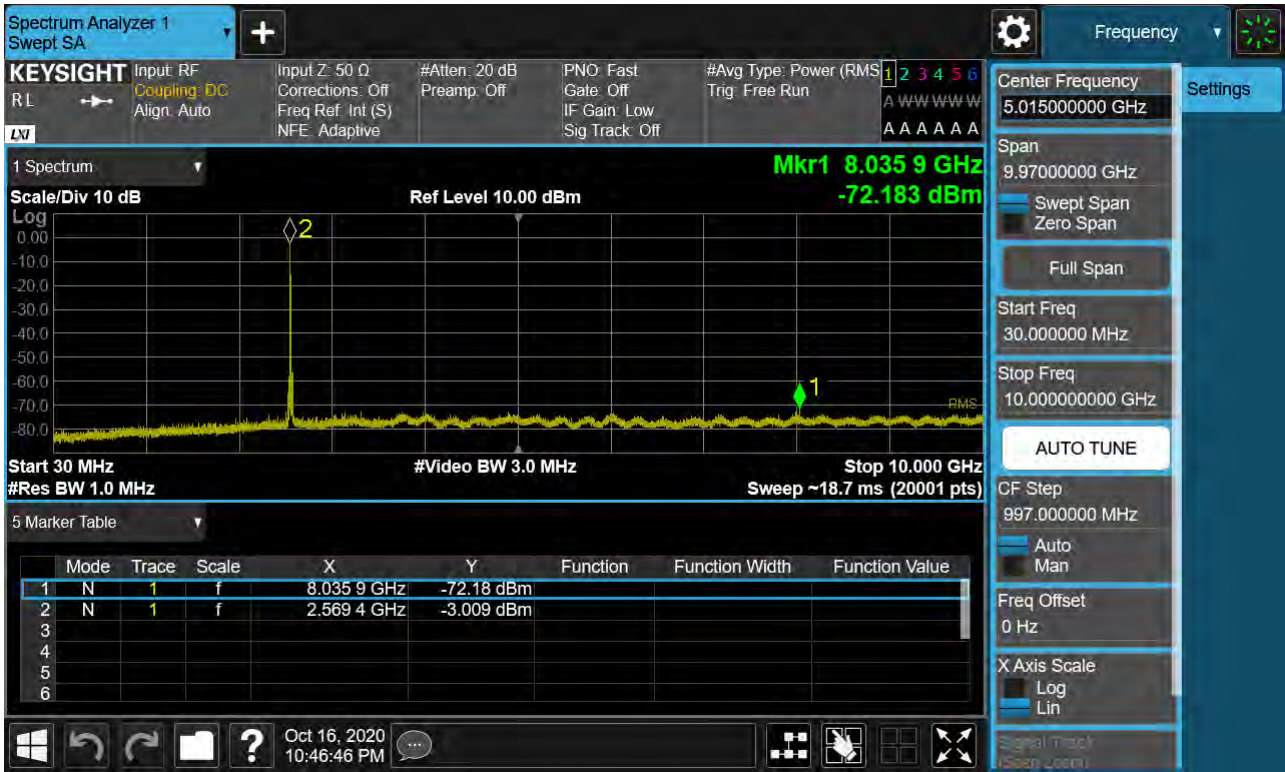 Spectrum Analyzer 1
Swept SA
Frequency
KEYSIGHT
RL
LXI
Input: RF
Coupling: DC
Align: Auto
Input Z: 50 Ω
Corrections: Off
Freq Ref: Int (S)
NFE: Adaptive
#Atten: 20 dB
Preamp: Off
PNO: Fast
Gate: Off
IF Gain: Low
Sig Track: Off
#Avg Type: Power (RMS
Trig: Free Run
1 2 3 4 5 6
A W W W W W
A A A A A A
1 Spectrum
Scale/Div 10 dB
Ref Level 10.00 dBm
Mkr1 8.035 9 GHz
-72.183 dBm
Log
0.00
-10.0
-20.0
-30.0
-40.0
-50.0
-60.0
-70.0
-80.0
2
1
RMS
Start 30 MHz
#Video BW 3.0 MHz
Stop 10.000 GHz
#Res BW 1.0 MHz
Sweep ~18.7 ms (20001 pts)
5 Marker Table
Mode Trace Scale X Y Function Function Width Function Value
1 N 1 f 8.035 9 GHz -72.18 dBm
2 N 1 f 2.569 4 GHz -3.009 dBm
3
4
5
6
?
Oct 16, 2020
10:46:46 PM
Center Frequency
5.015000000 GHz
Settings
Span
9.97000000 GHz
Swept Span
Zero Span
Full Span
Start Freq
30.000000 MHz
Stop Freq
10.000000000 GHz
AUTO TUNE
CF Step
997.000000 MHz
Auto
Man
Freq Offset
0 Hz
X Axis Scale
Log
Lin
Signal Track
(Span Zoom)